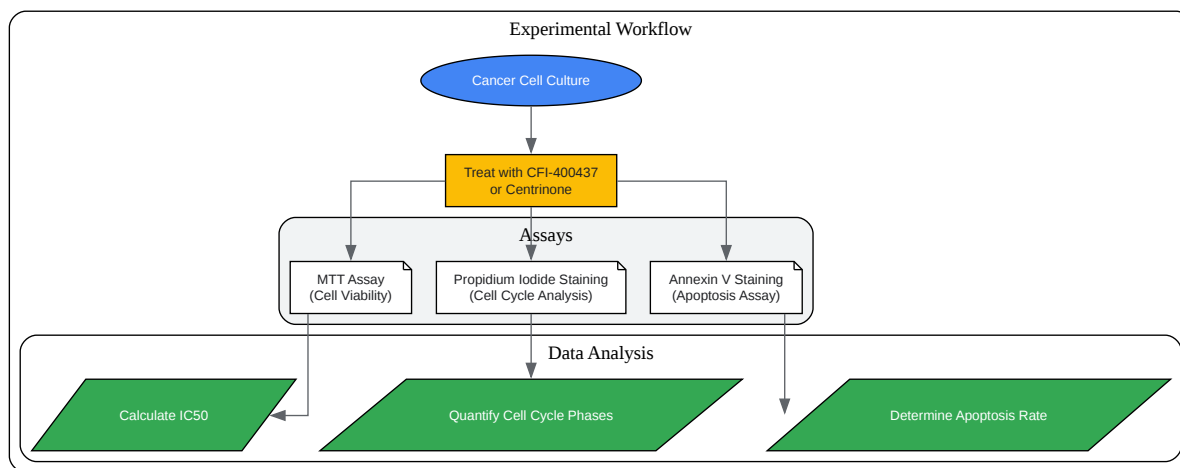 Experimental Workflow
Cancer Cell Culture
Treat with CFI-400437
or Centrinone
Assays
MTT Assay
(Cell Viability)
Propidium Iodide Staining
(Cell Cycle Analysis)
Annexin V Staining
(Apoptosis Assay)
Data Analysis
Calculate IC50
Quantify Cell Cycle Phases
Determine Apoptosis Rate